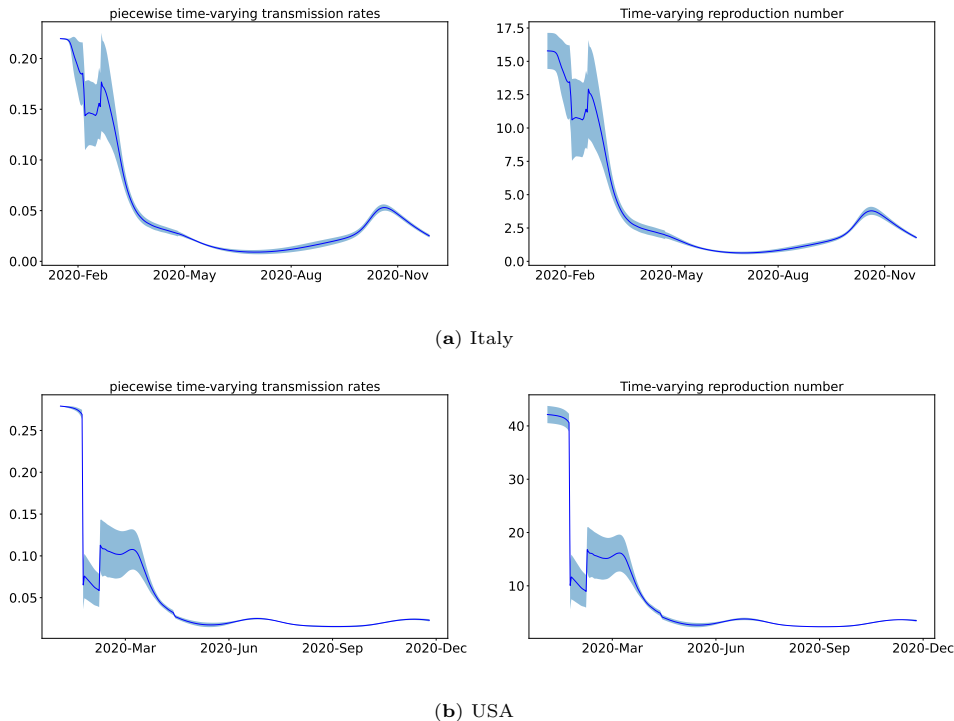 piecewise time-varying transmission rates
0.20
0.15
0.10
0.05
0.00
2020-Feb 2020-May 2020-Aug 2020-Nov
Time-varying reproduction number
17.5
15.0
12.5
10.0
7.5
5.0
2.5
0.0
2020-Feb 2020-May 2020-Aug 2020-Nov
(a) Italy
piecewise time-varying transmission rates
0.25
0.20
0.15
0.10
0.05
2020-Mar 2020-Jun 2020-Sep 2020-Dec
Time-varying reproduction number
40
30
20
10
2020-Mar 2020-Jun 2020-Sep 2020-Dec
(b) USA